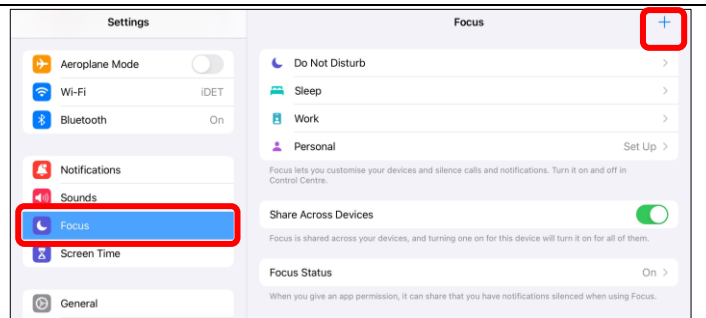 Settings
Aeroplane Mode
Wi-Fi iDET
Bluetooth On
Notifications
Sounds
Focus
Screen Time
General
Focus
Do Not Disturb
Sleep
Work
Personal Set Up
Focus lets you customise your devices and silence calls and notifications. Turn it on and off in
Control Centre.
Share Across Devices
Focus is shared across your devices, and turning one on for this device will turn it on for all of them.
Focus Status On
When you give an app permission, it can share that you have notifications silenced when using Focus.